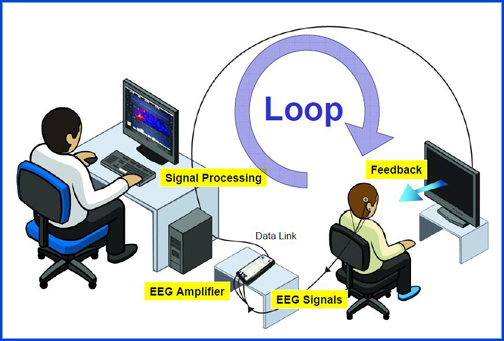 Loop
Feedback
Signal Processing
Data Link
EEG Amplifier
EEG Signals